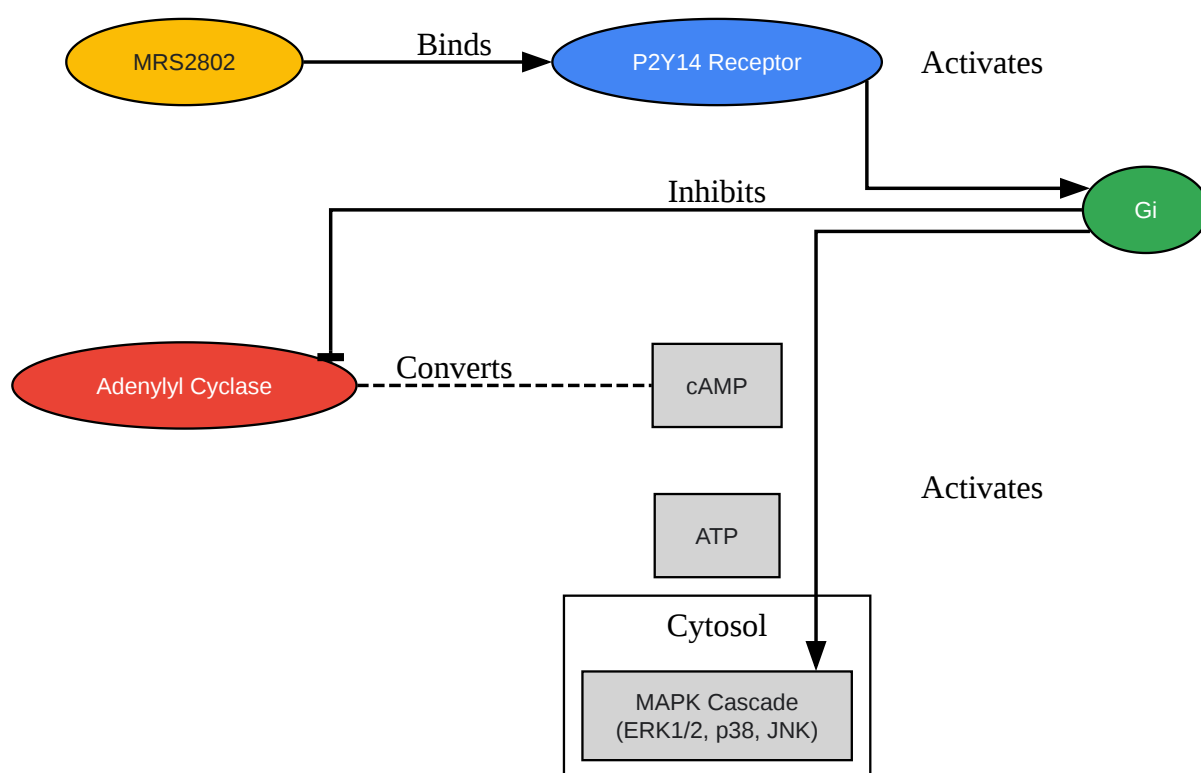 MRS2802
Binds
P2Y14 Receptor
Activates
Inhibits
Gi
Adenylyl Cyclase
Converts
cAMP
Activates
ATP
Cytosol
MAPK Cascade
(ERK1/2, p38, JNK)